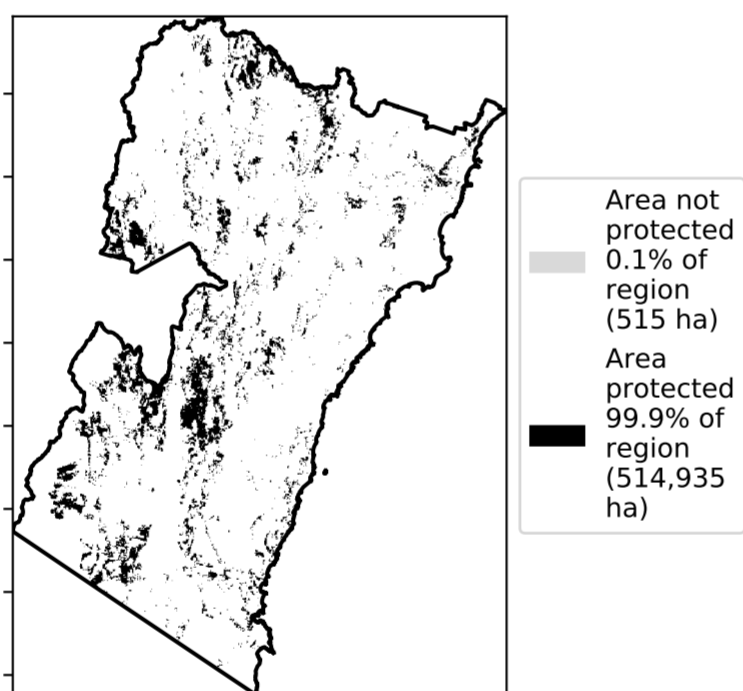 Area not
protected
0.1% of
region
(515 ha)
Area
protected
99.9% of
region
(514,935
ha)